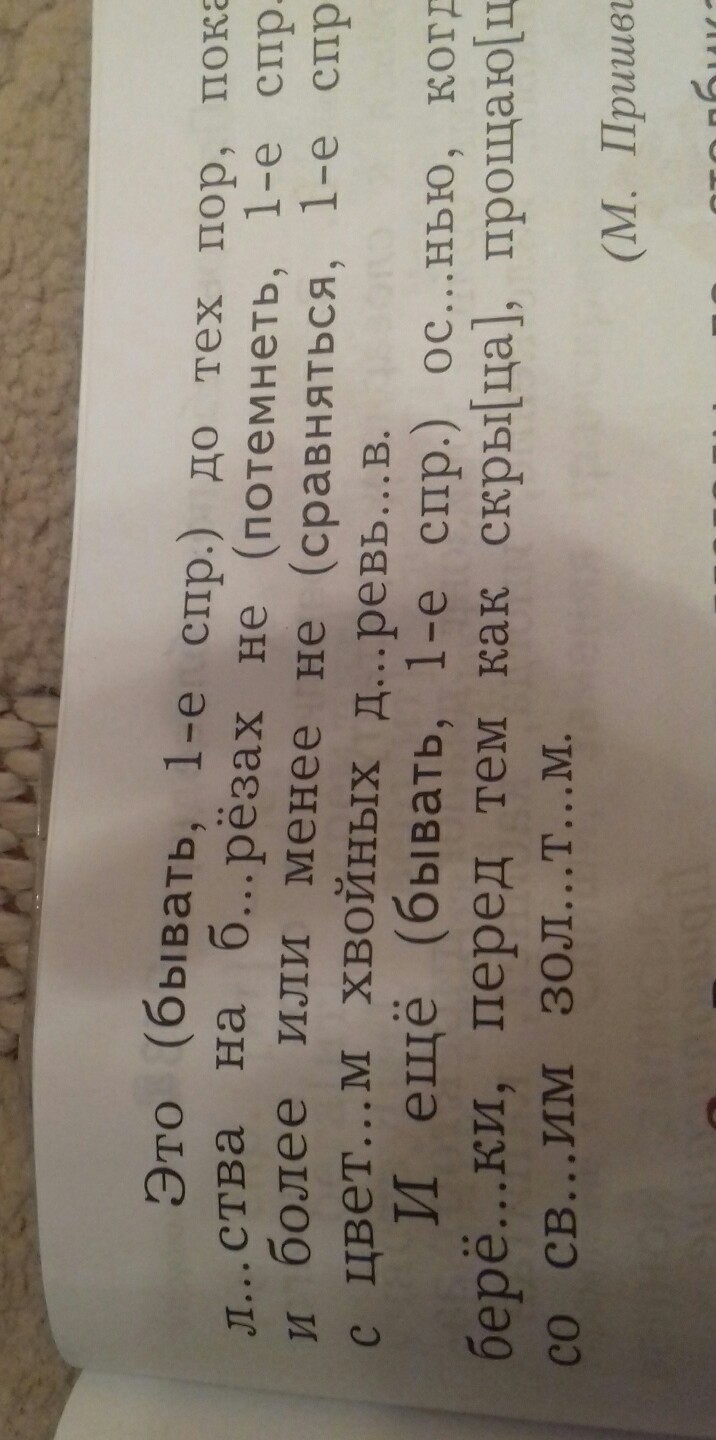 Это (бывать, 1-е спр.) до тех пор, пока
л...ства на б...рёзах не (потемнеть, 1-е спр.
и более или менее не (сравняться, 1-е спр
с цвет...м хвойных д...ревь...в.
И ещё (бывать, 1-е спр.) ос...нью, когд
берё...ки, перед тем как скры[ца], прощаю[ц
со св...им зол...т...м.
(М. Пришви